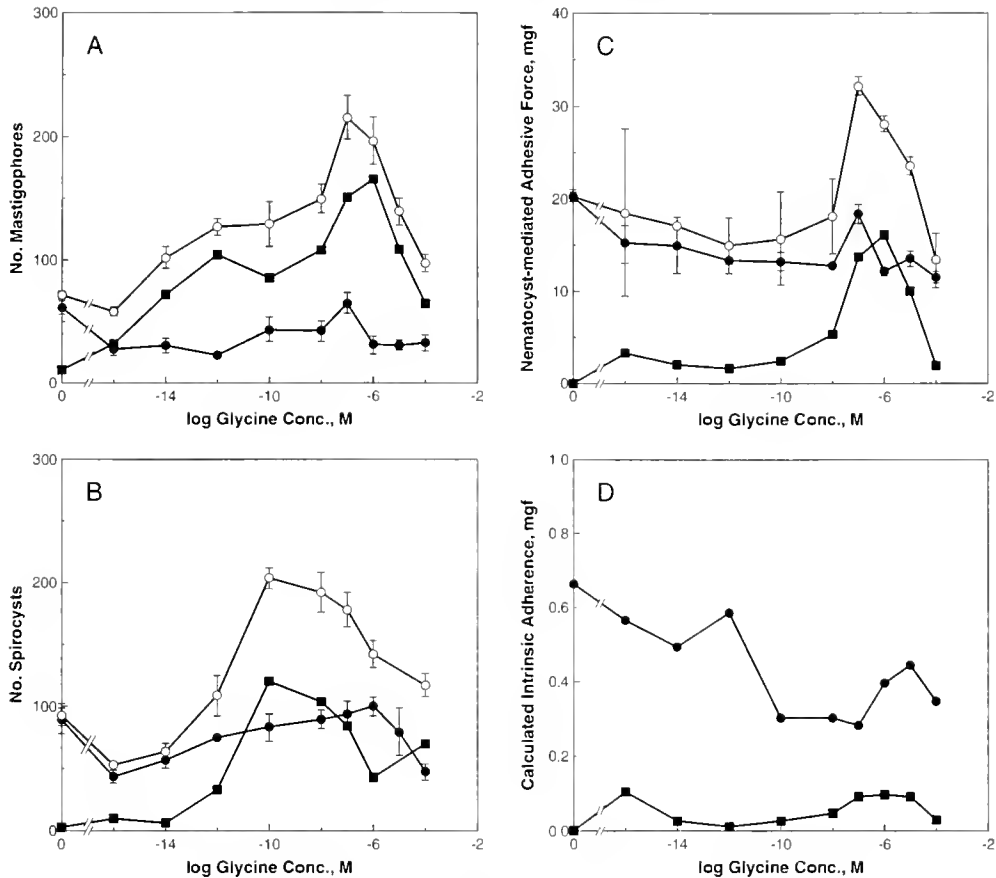 A
300
200
100
0
No. Mastigophores
0 -14 -10 -6 -2
log Glycine Conc., M
C
40
30
20
10
0
Nematocyst-mediated Adhesive Force, mgf
0 -14 -10 -6 -2
log Glycine Conc., M
B
300
200
100
0
No. Spirocysts
0 -14 -10 -6 -2
log Glycine Conc., M
D
1 0
0 8
0.6
0.4
0.2
0 0
Calculated Intrinsic Adherence, mgf
0 -14 -10 -6 -2
log Glycine Conc., M